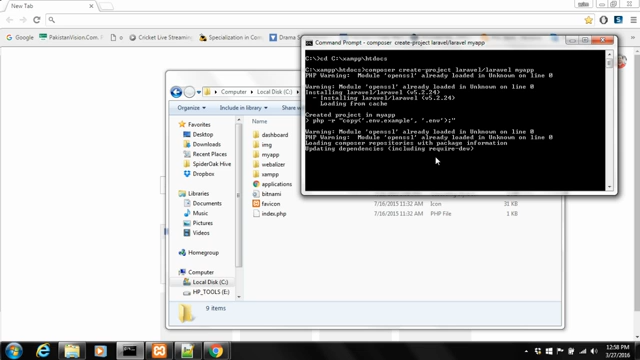 New Tab
Google
PakistanVision.Com
Cricket Streaming
Specialization in Com
The
Drama S
Other bookmarks
Command Prompt - composer create-project laravel/laravel myapp
C:\>cd C:\xampp\htdocs
C:\xampp\htdocs>composer create-project laravel/laravel myapp
PHP Warning: Module 'openssl' already loaded in Unknown on line 0
Warning: Module 'openssl' already loaded in Unknown on line 0
Installing laravel/laravel (v5.2.24)
- Installing laravel/laravel (v5.2.24)
Loading from cache
Created project in myapp
> php -r "copy('.env.example', '.env');"
Warning: Module 'openssl' already loaded in Unknown on line 0
PHP Warning: Module 'openssl' already loaded in Unknown on line 0
Loading composer repositories with package information
Updating dependencies (including require-dev)
Computer
Local Disk (C:)
Organize
Favorites
Desktop
Downloads
Recent Places
SpiderOak Hive
Dropbox
Libraries
Documents
Music
Pictures
Videos
Homegroup
Computer
Local Disk (C:)
HP_TOOLS (E:)
dashboard
img
myapp
webalizer
xampp
applications
bitnami
favicon 7/16/2015 11:32 AM Icon 31 KB
index.php 7/16/2015 11:32 AM PHP File 1 KB
9 items
12:58 PM
3/27/2016